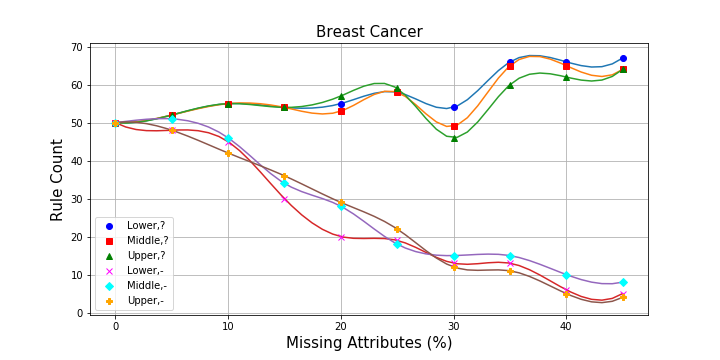 Breast Cancer
Rule Count
70
60
50
40
30
20
10
0
Lower,?
Middle,?
Upper,?
Lower,-
Middle,-
Upper,-
0 10 20 30 40
Missing Attributes (%)